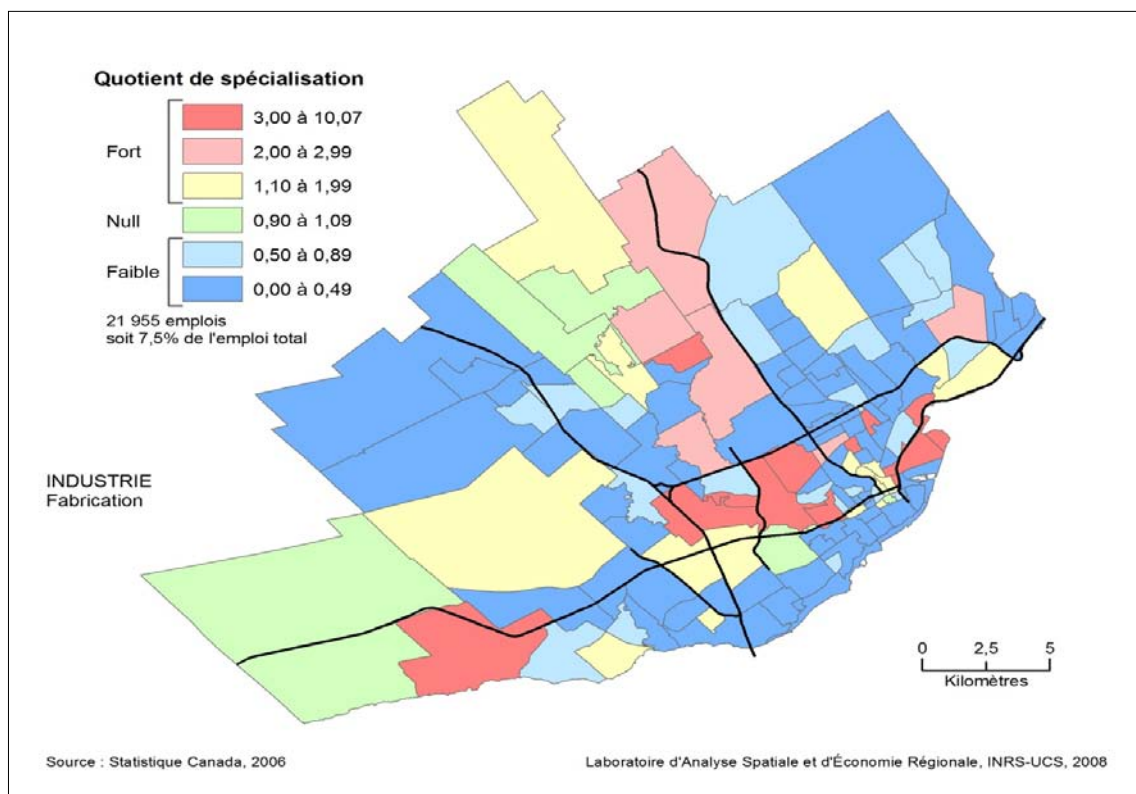 Quotient de spécialisation
Fort
3,00 à 10,07
2,00 à 2,99
1,10 à 1,99
Null
0,90 à 1,09
Faible
0,50 à 0,89
0,00 à 0,49
21 955 emplois
soit 7,5% de l'emploi total
INDUSTRIE
Fabrication
0 2,5 5
Kilomètres
Source : Statistique Canada, 2006
Laboratoire d'Analyse Spatiale et d'Économie Régionale, INRS-UCS, 2008